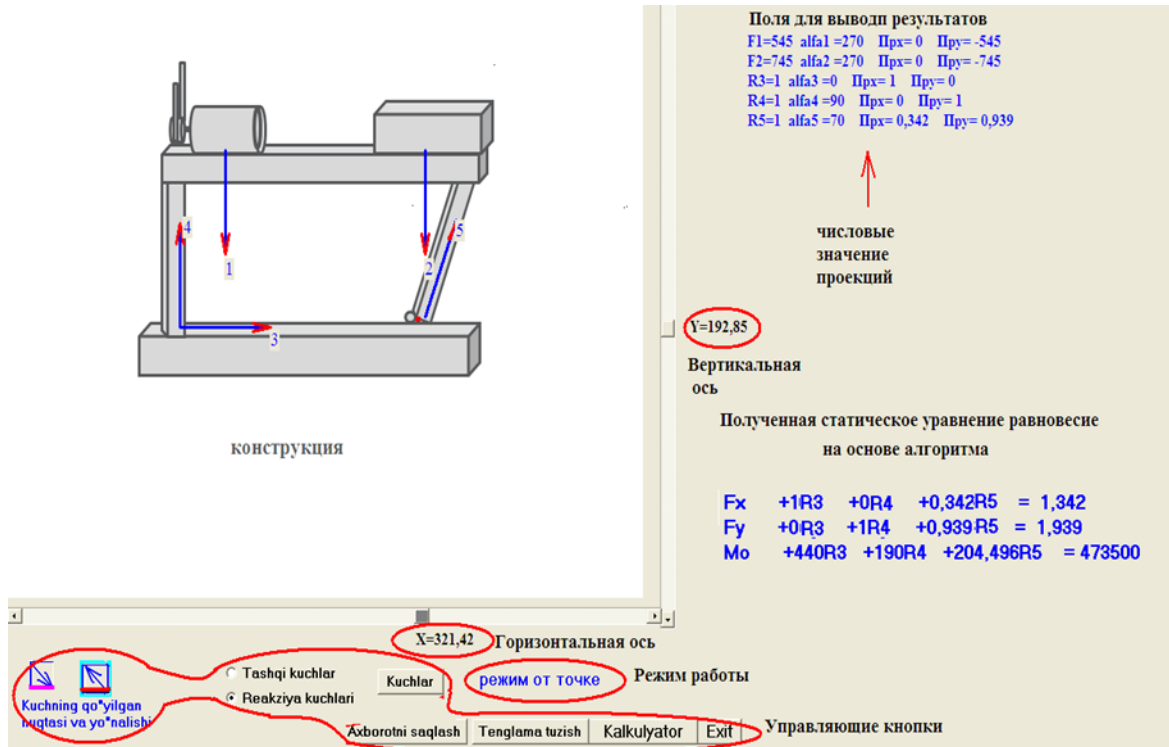 Поля для выводп результатов
F1=545 alfa1 =270 Прх= 0 Пру= -545
F2=745 alfa2 =270 Прх= 0 Пру= -745
R3=1 alfa3 =0 Прх= 1 Пру= 0
R4=1 alfa4 =90 Прх= 0 Пру= 1
R5=1 alfa5 =70 Прх= 0,342 Пру= 0,939
числовые
значение
проекций
4
5
1
2
3
Y=192,85
Вертикальная
ось
конструкция
Полученная статическое уравнение равновесие
на основе алгоритма
Fx +1R3 +0R4 +0,342R5 = 1,342
Fy +0R3 +1R4 +0,939R5 = 1,939
Mo +440R3 +190R4 +204,496R5 = 473500
X=321,42 Горизонтальная ось
Tashqi kuchlar
Reakziya kuchlari
Kuchlar
режим от точке
Режим работы
Kuchning qo"yilgan
nuqtasi va yo"nalishi
Axborotni saqlash Tenglama tuzish Kalkulyator Exit
Управляющие кнопки